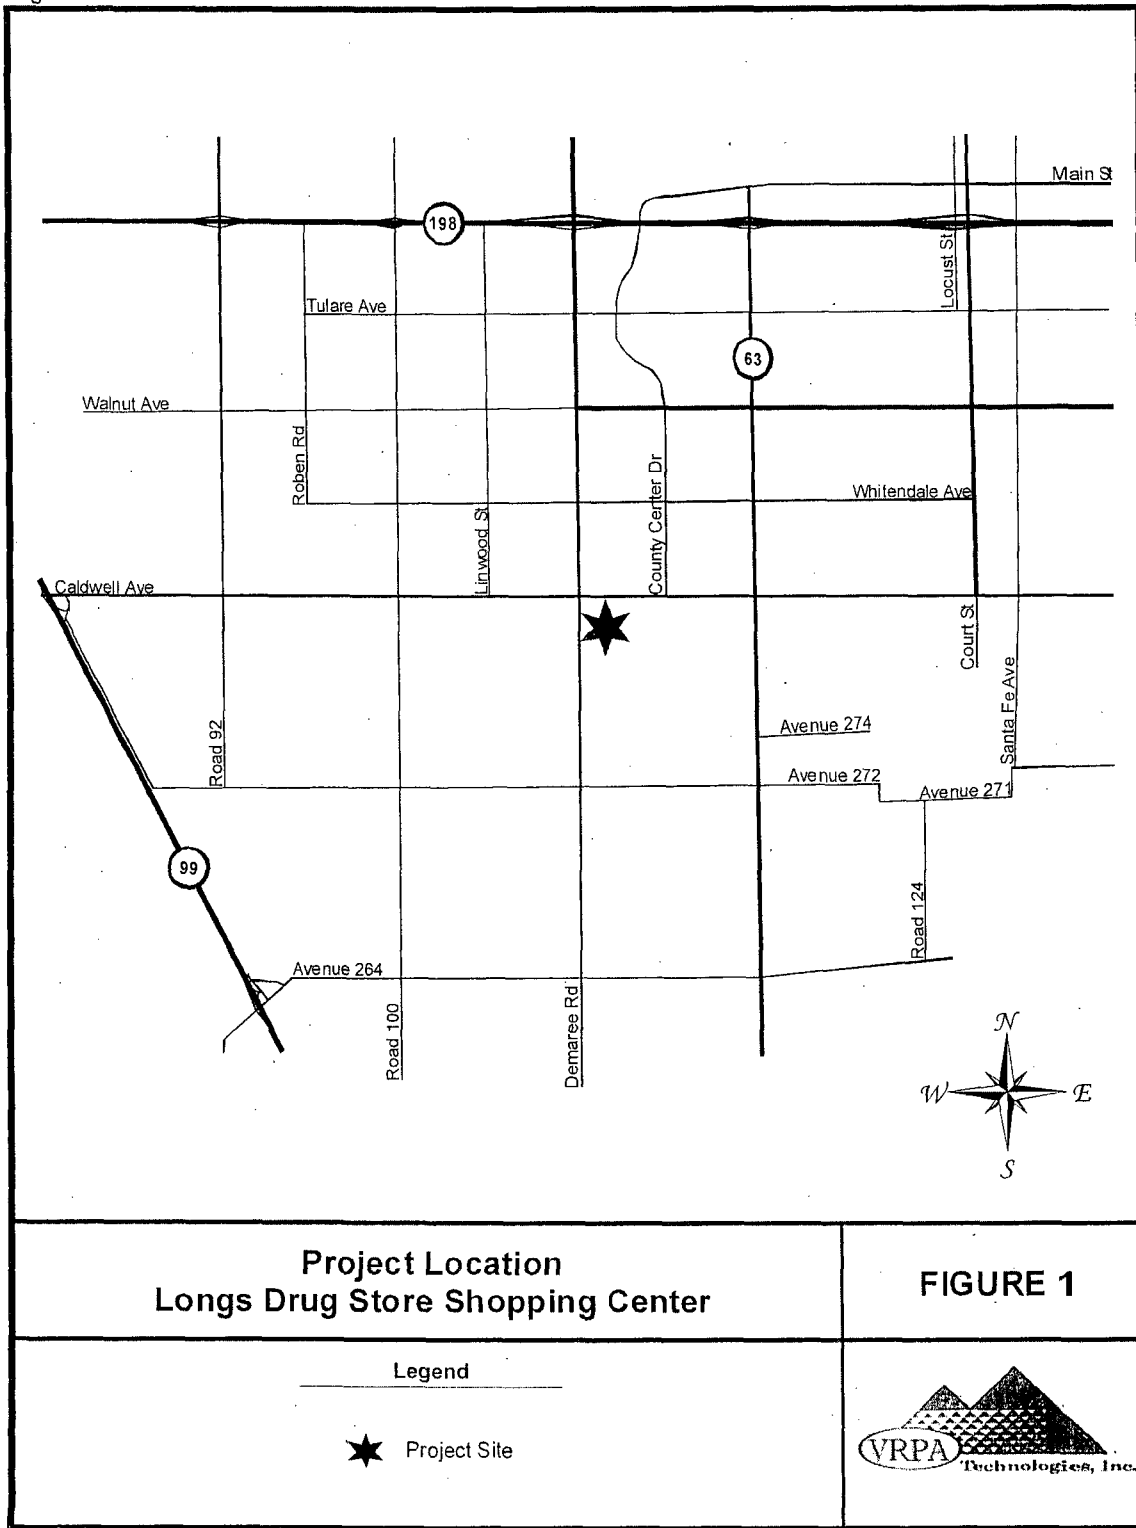 Main St
198
Locust St
Tulare Ave
63
Walnut Ave
Roben Rd
County Center Dr
Whitendale Ave
Linwood St
Caldwell Ave
Court St
Santa Fe Ave
Road 92
Avenue 274
Avenue 272
Avenue 271
99
Road 124
Avenue 264
Road 100
Demaree Rd
N
W
E
S
Project Location
Longs Drug Store Shopping Center
FIGURE 1
Legend
Project Site
VRPA
Technologies, Inc.